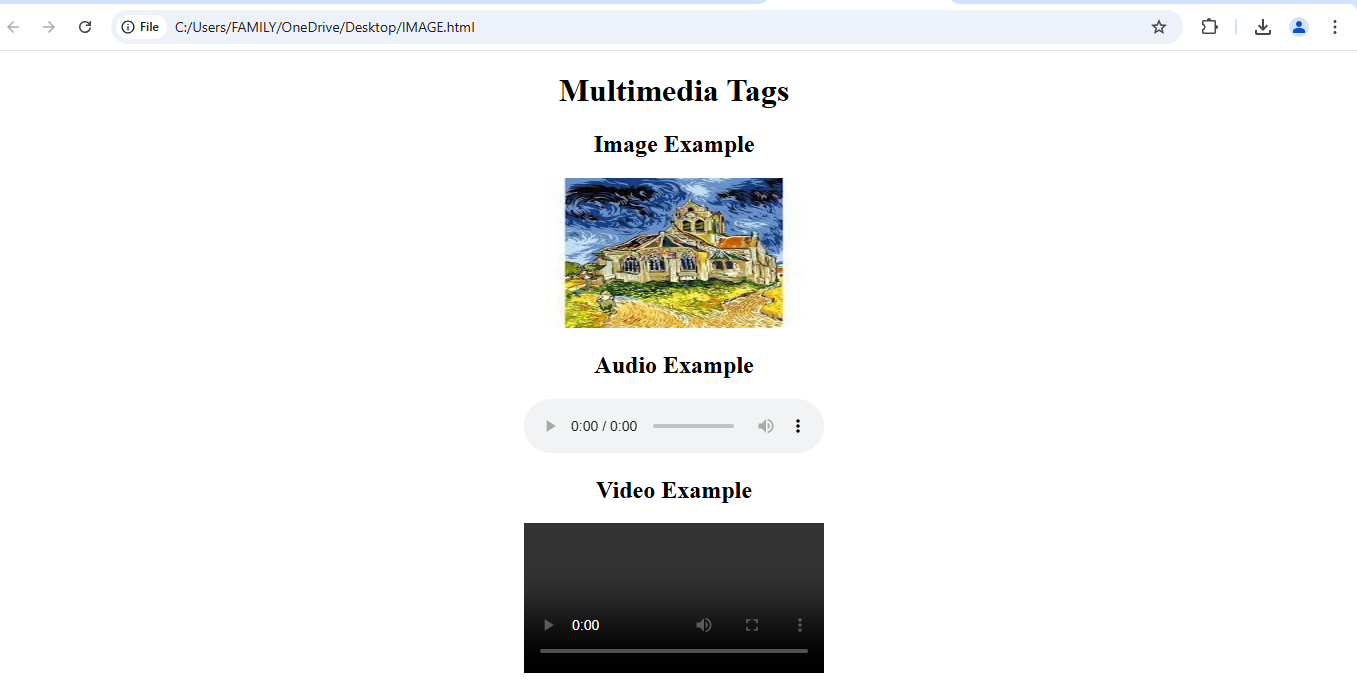 File C:/Users/FAMILY/OneDrive/Desktop/IMAGE.html
Multimedia Tags
Image Example
Audio Example
0:00 / 0:00
Video Example
0:00